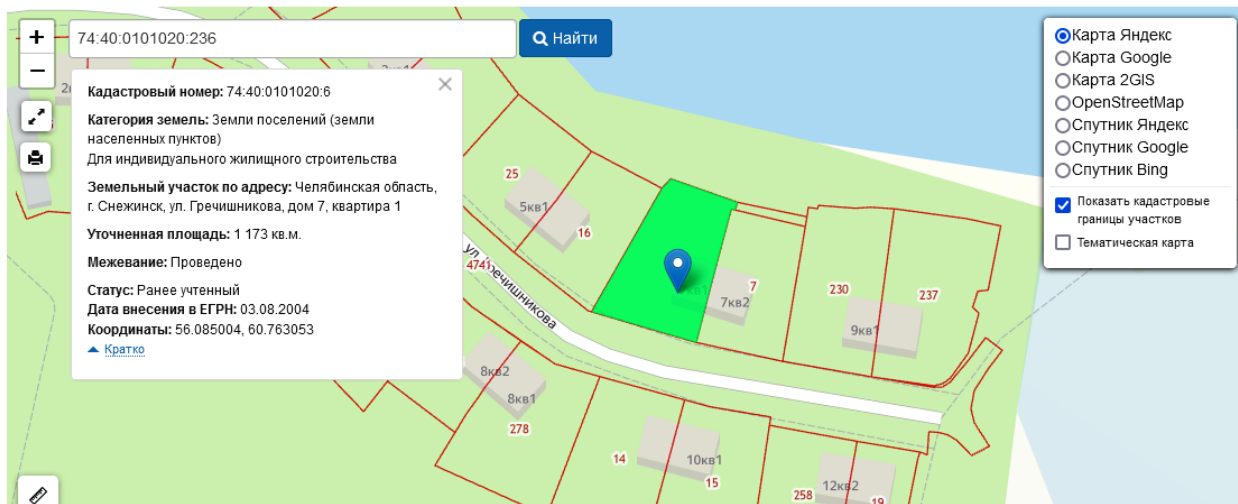 +
74:40:0101020:236
Найти
−
Кадастровый номер: 74:40:0101020:6
Категория земель: Земли поселений (земли
населенных пунктов)
Для индивидуального жилищного строительства
Земельный участок по адресу: Челябинская область,
г. Снежинск, ул. Гречишникова, дом 7, квартира 1
Уточненная площадь: 1 173 кв.м.
Межевание: Проведено
Статус: Ранее учтенный
Дата внесения в ЕГРН: 03.08.2004
Координаты: 56.085004, 60.763053
Кратко
Карта Яндекс
Карта Google
Карта 2GIS
OpenStreetMap
Спутник Яндекс
Спутник Google
Спутник Bing
Показать кадастровые
границы участков
Тематическая карта
25
5кв1
16
4741
ул. Гречишникова
7
7кв2
230
237
9кв1
8кв2
8кв1
278
14
10кв1
15
12кв2
258
19